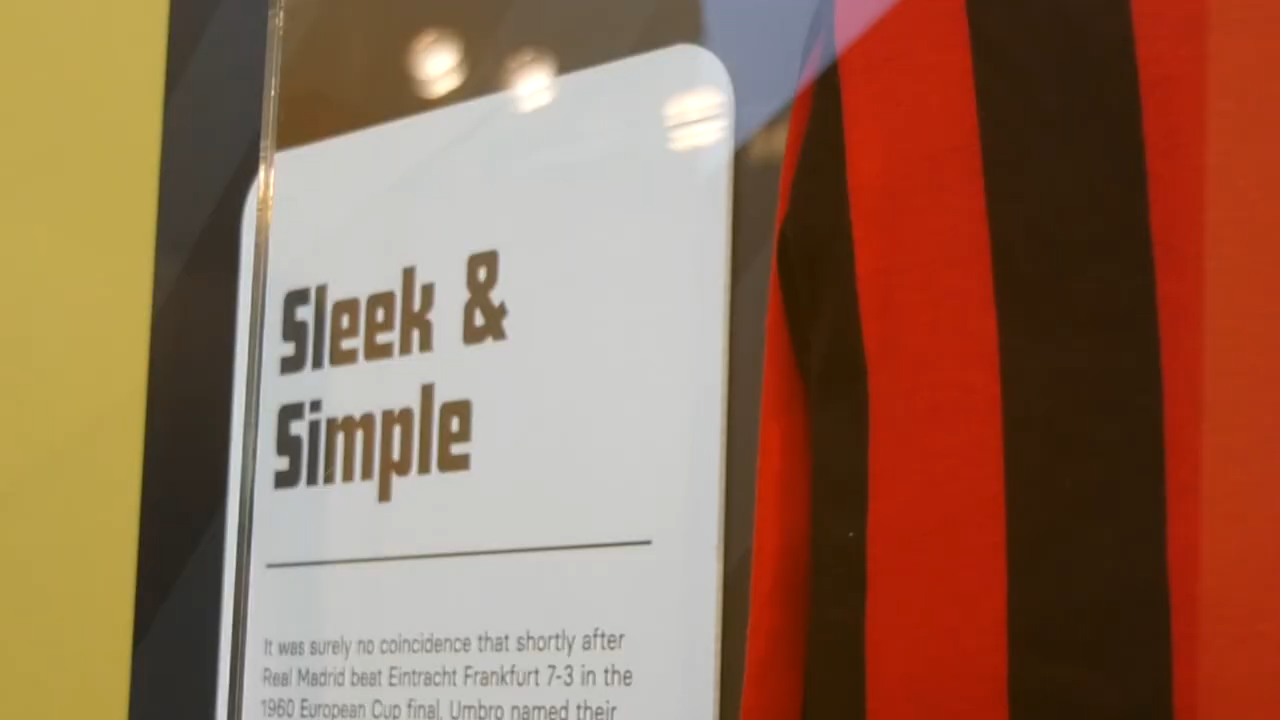 Sleek &
Simple
It was surely no coincidence that shortly after
Real Madrid beat Eintracht Frankfurt 7-3 in the
1960 European Cup final, Umbro named their